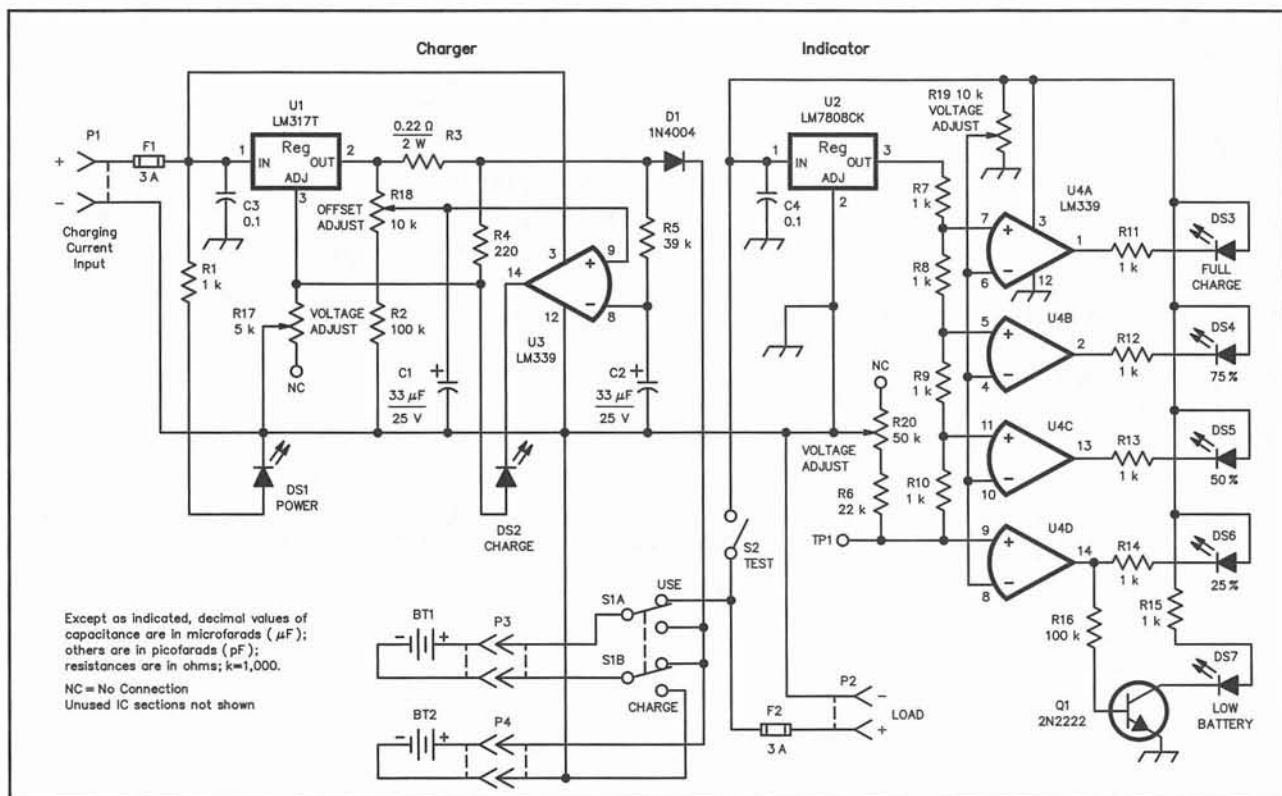 Charger
Indicator
P1
+
–
Charging
Current
Input
F1
3 A
U1
LM317T
1
IN
Reg
OUT
2
ADJ
3
C3
0.1
R1
1 k
R17
5 k
VOLTAGE
ADJUST
NC
0.22 Ω
2 W
R3
R18
10 k
OFFSET
ADJUST
R2
100 k
R4
220
D1
1N4004
R5
39 k
3
9
+
–
14
8
12
U3
LM339
C1
+
33 µF
25 V
C2
+
33 µF
25 V
DS1
POWER
DS2
CHARGE
U2
LM7808CK
1
IN
Reg
OUT
3
ADJ
2
C4
0.1
R19 10 k
VOLTAGE
ADJUST
R7
1 k
R8
1 k
R9
1 k
R10
1 k
U4A
LM339
7
+
3
1
6
–
12
R11
1 k
DS3
FULL
CHARGE
U4B
5
+
2
4
–
R12
1 k
DS4
75 %
U4C
11
+
13
10
–
R13
1 k
DS5
50 %
U4D
9
+
14
8
–
R14
1 k
DS6
25 %
NC
R20
50 k
VOLTAGE
ADJUST
R6
22 k
TP1
R16
100 k
R15
1 k
DS7
LOW
BATTERY
Q1
2N2222
S2
TEST
USE
S1A
S1B
CHARGE
BT1
–
+
P3
BT2
–
+
P4
P2
–
LOAD
+
F2
3 A
Except as indicated, decimal values of
capacitance are in microfarads ( µF);
others are in picofarads (pF);
resistances are in ohms; k=1,000.
NC = No Connection
Unused IC sections not shown